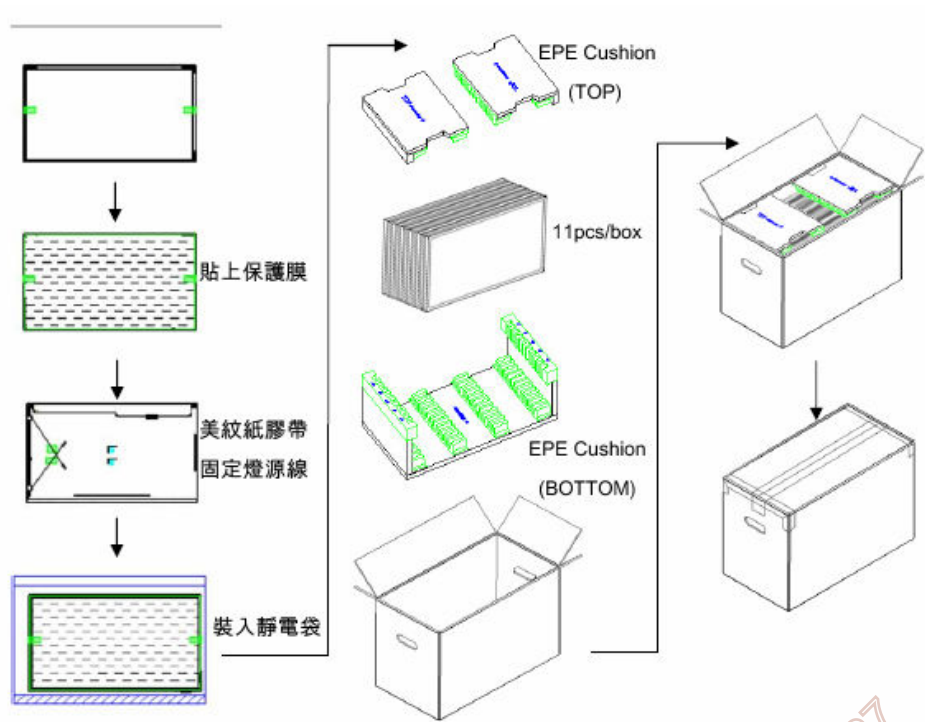 貼上保護膜
美紋紙膠帶
固定燈源線
裝入靜電袋
EPE Cushion
(TOP)
11pcs/box
EPE Cushion
(BOTTOM)